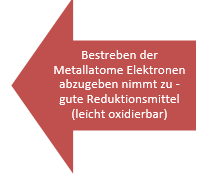 Bestreben der
Metallatome Elektronen
abzugeben nimmt zu -
gute Reduktionsmittel
(leicht oxidierbar)